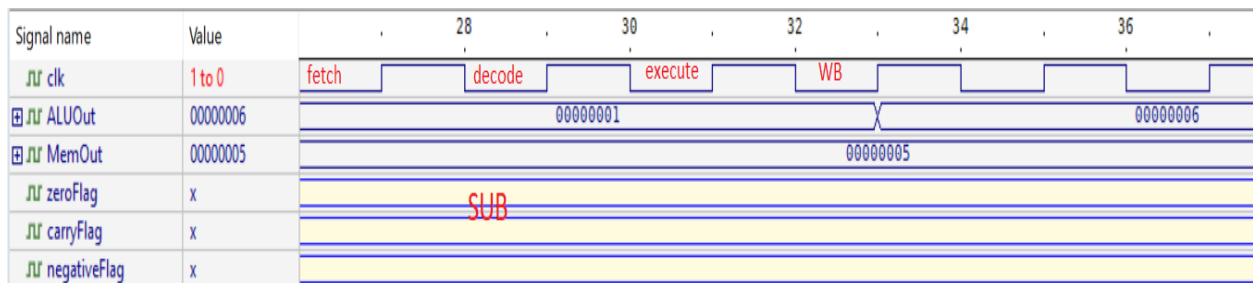 Signal name Value 28 30 32 34 36
clk 1 to 0 fetch decode execute WB
ALUOut 00000006 00000001 00000006
MemOut 00000005 00000005
zeroFlag x
SUB
carryFlag x
negativeFlag x